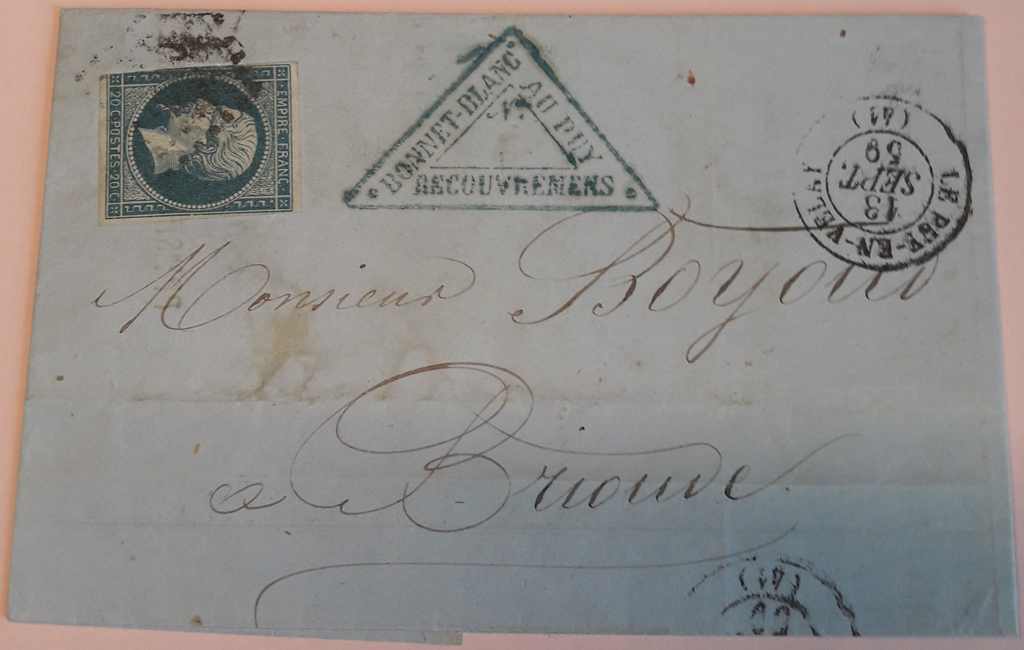 EMPIRE FRANC.
20 C. POSTES. 20 C.
BONNET-BLANC
AU PUY
RECOUVREMENS
LE PUY-EN-VELAY
13
SEPT.
59
(41)
Monsieur Boyoud
a Brioude.
(41)